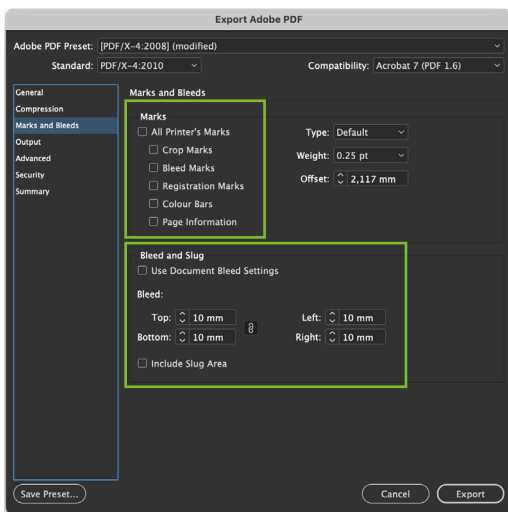 Export Adobe PDF
Adobe PDF Preset: [PDF/X-4:2008] (modified)
Standard: PDF/X-4:2010 Compatibility: Acrobat 7 (PDF 1.6)
General
Compression
Marks and Bleeds
Output
Advanced
Security
Summary
Marks and Bleeds
Marks
All Printer's Marks
Crop Marks
Bleed Marks
Registration Marks
Colour Bars
Page Information
Type: Default
Weight: 0.25 pt
Offset: 2,117 mm
Bleed and Slug
Use Document Bleed Settings
Bleed:
Top: 10 mm Left: 10 mm
Bottom: 10 mm Right: 10 mm
Include Slug Area
Save Preset... Cancel Export